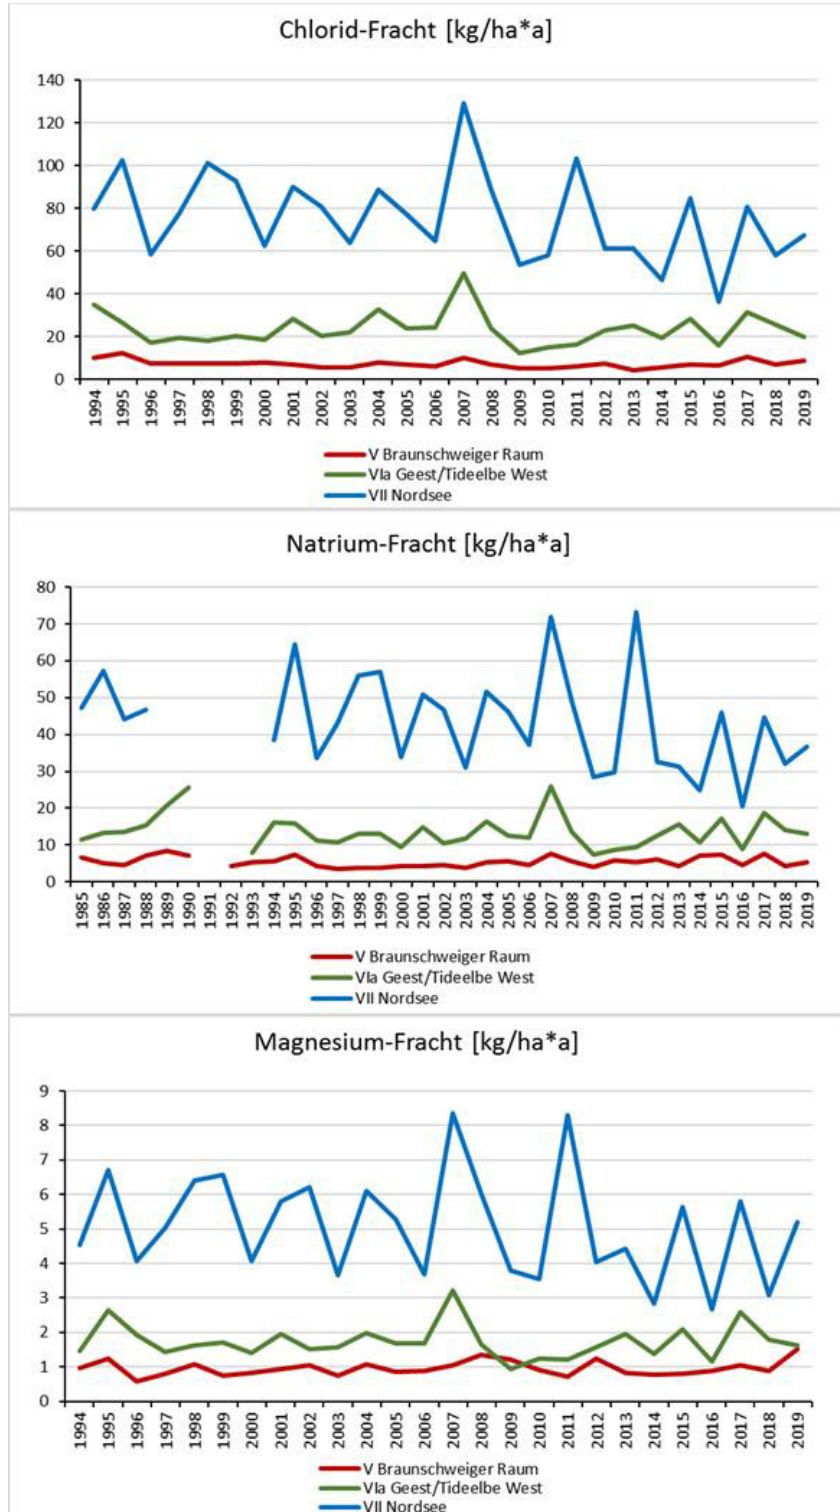 Chlorid-Fracht [kg/ha*a]
140
120
100
80
60
40
20
0
1994 1995 1996 1997 1998 1999 2000 2001 2002 2003 2004 2005 2006 2007 2008 2009 2010 2011 2012 2013 2014 2015 2016 2017 2018 2019
V Braunschweiger Raum
VIa Geest/Tideelbe West
VII Nordsee
Natrium-Fracht [kg/ha*a]
80
70
60
50
40
30
20
10
0
1985 1986 1987 1988 1989 1990 1991 1992 1993 1994 1995 1996 1997 1998 1999 2000 2001 2002 2003 2004 2005 2006 2007 2008 2009 2010 2011 2012 2013 2014 2015 2016 2017 2018 2019
V Braunschweiger Raum
VIa Geest/Tideelbe West
VII Nordsee
Magnesium-Fracht [kg/ha*a]
9
8
7
6
5
4
3
2
1
0
1994 1995 1996 1997 1998 1999 2000 2001 2002 2003 2004 2005 2006 2007 2008 2009 2010 2011 2012 2013 2014 2015 2016 2017 2018 2019
V Braunschweiger Raum
VIa Geest/Tideelbe West
VII Nordsee